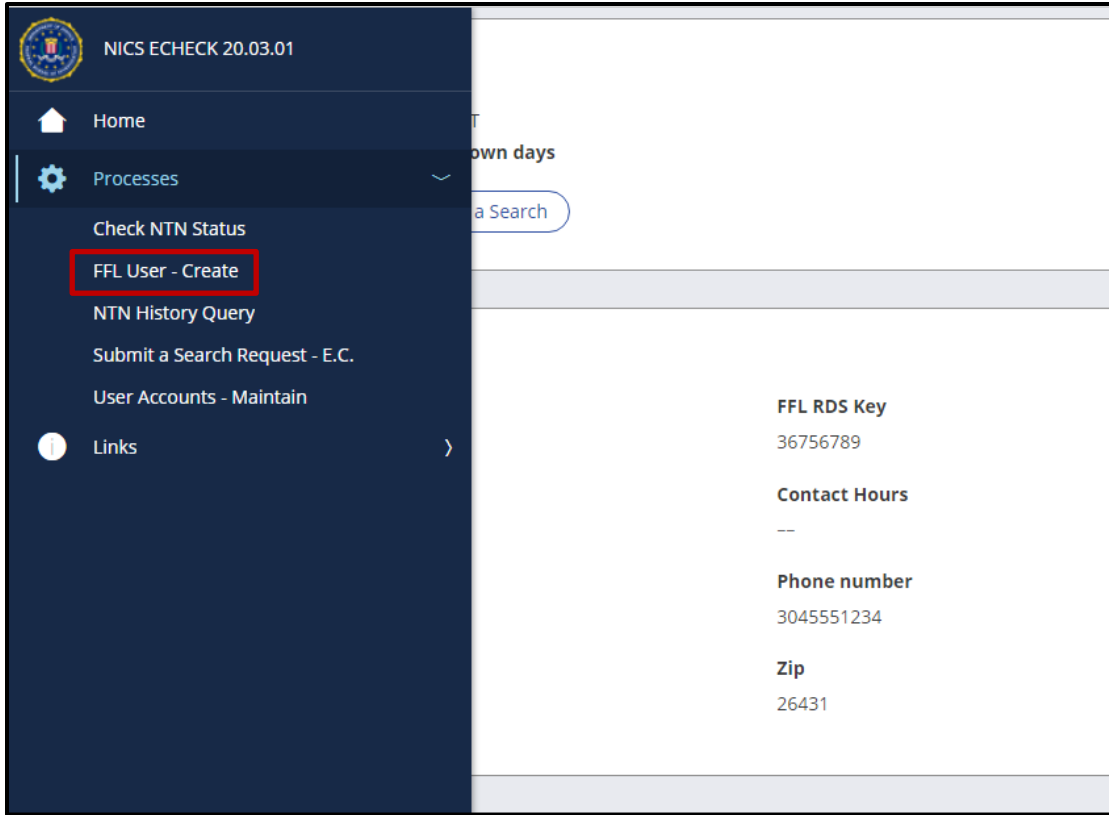 NICS ECHECK 20.03.01
Home
Processes
Check NTN Status
FFL User - Create
NTN History Query
Submit a Search Request - E.C.
User Accounts - Maintain
Links
T
own days
a Search
FFL RDS Key
36756789
Contact Hours
––
Phone number
3045551234
Zip
26431